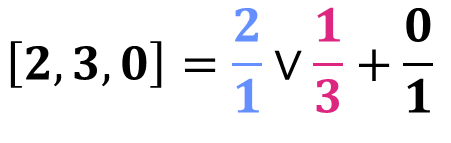 [2, 3, 0] = 2/1 ∨ 1/3 + 0/1